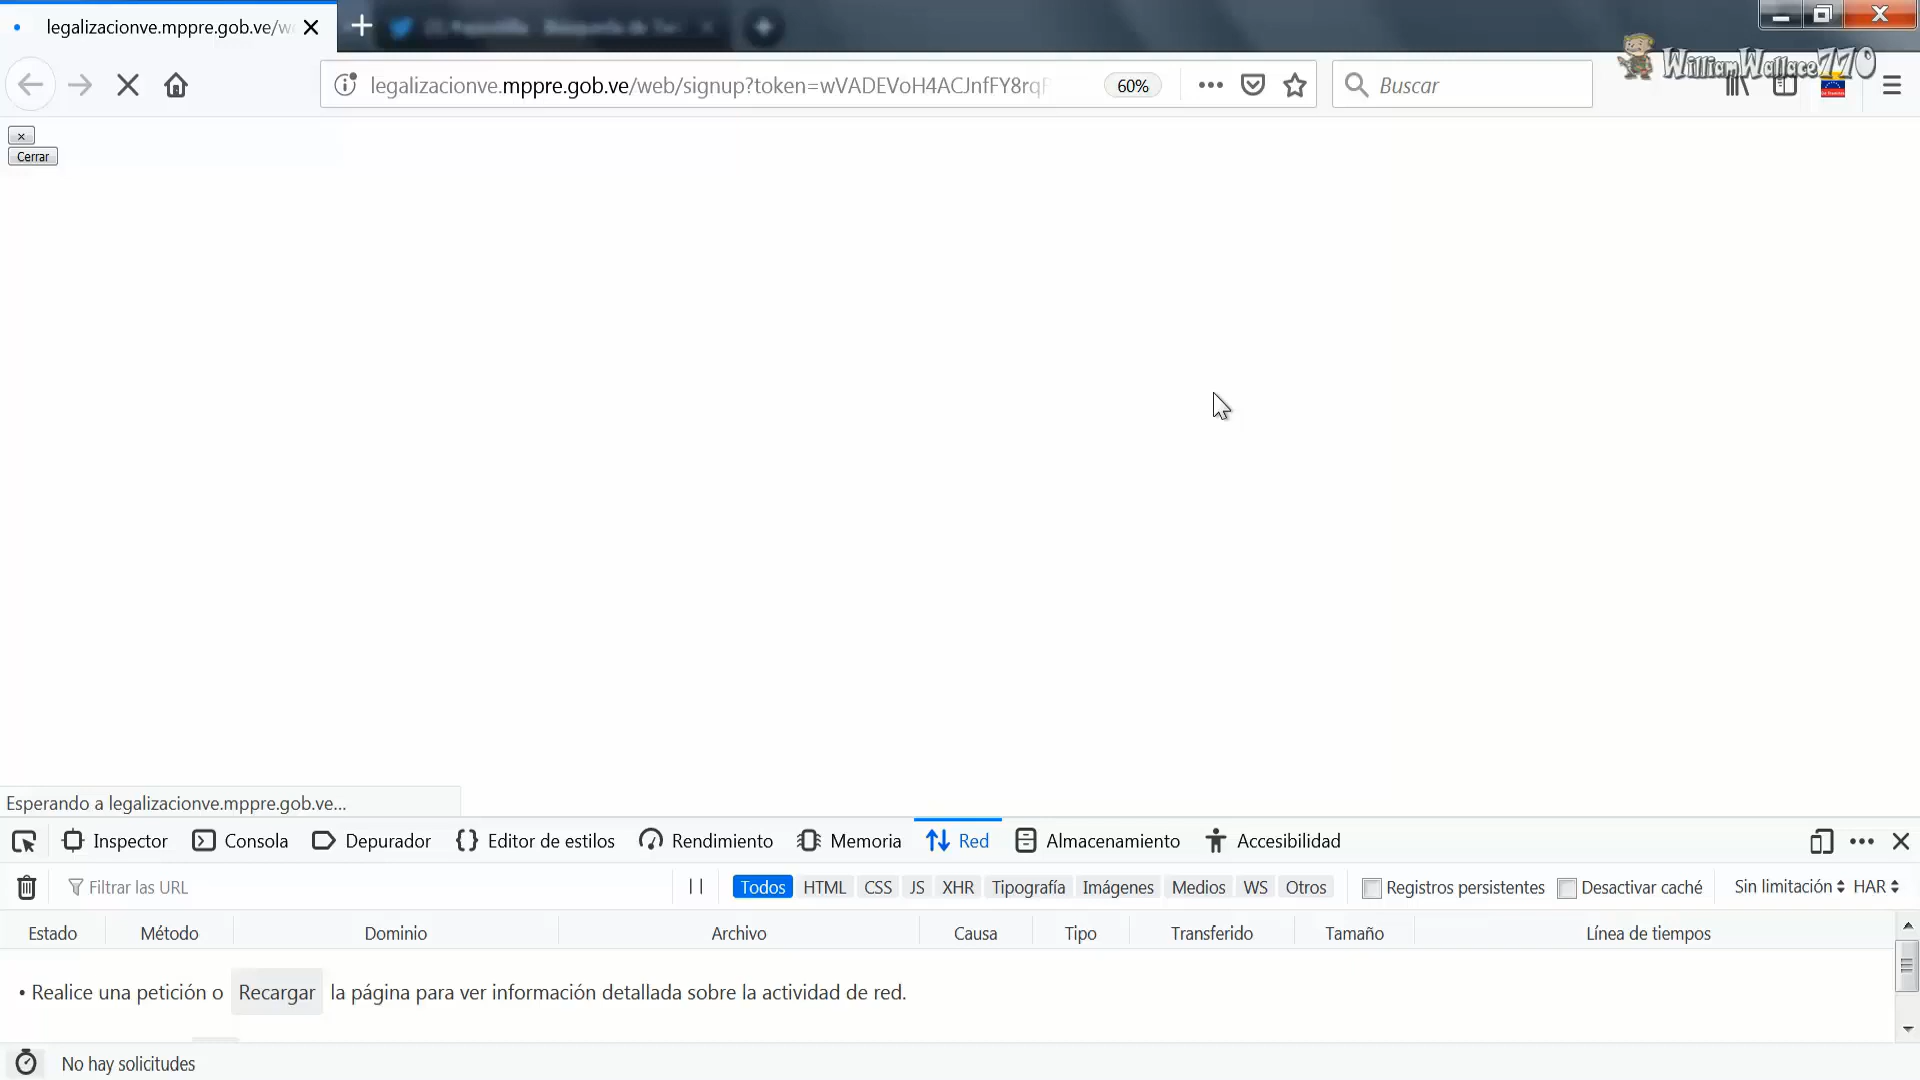 legalizacionve.mppre.gob.ve/w
legalizacionve.mppre.gob.ve/web/signup?token=wVADEVoH4ACJnfFY8rq
60%
Buscar
WilliamWallace770
×
Cerrar
Esperando a legalizacionve.mppre.gob.ve...
Inspector Consola Depurador Editor de estilos Rendimiento Memoria Red Almacenamiento Accesibilidad
Filtrar las URL Todos HTML CSS JS XHR Tipografía Imágenes Medios WS Otros Registros persistentes Desactivar caché Sin limitación HAR
Estado Método Dominio Archivo Causa Tipo Transferido Tamaño Línea de tiempos
• Realice una petición o Recargar la página para ver información detallada sobre la actividad de red.
No hay solicitudes